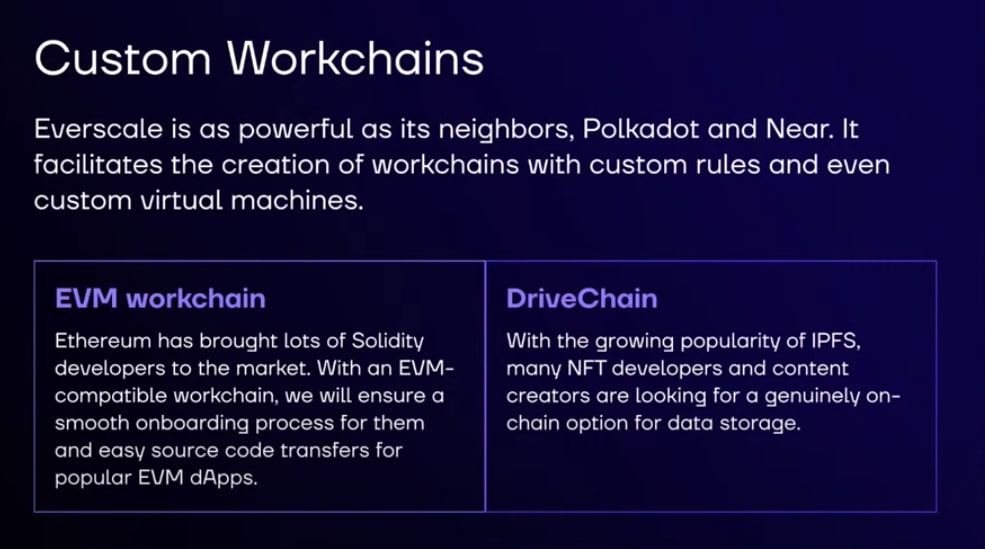 Custom Workchains
Everscale is as powerful as its neighbors, Polkadot and Near. It
facilitates the creation of workchains with custom rules and even
custom virtual machines.
EVM workchain
Ethereum has brought lots of Solidity
developers to the market. With an EVM-
compatible workchain, we will ensure a
smooth onboarding process for them
and easy source code transfers for
popular EVM dApps.
DriveChain
With the growing popularity of IPFS,
many NFT developers and content
creators are looking for a genuinely on-
chain option for data storage.